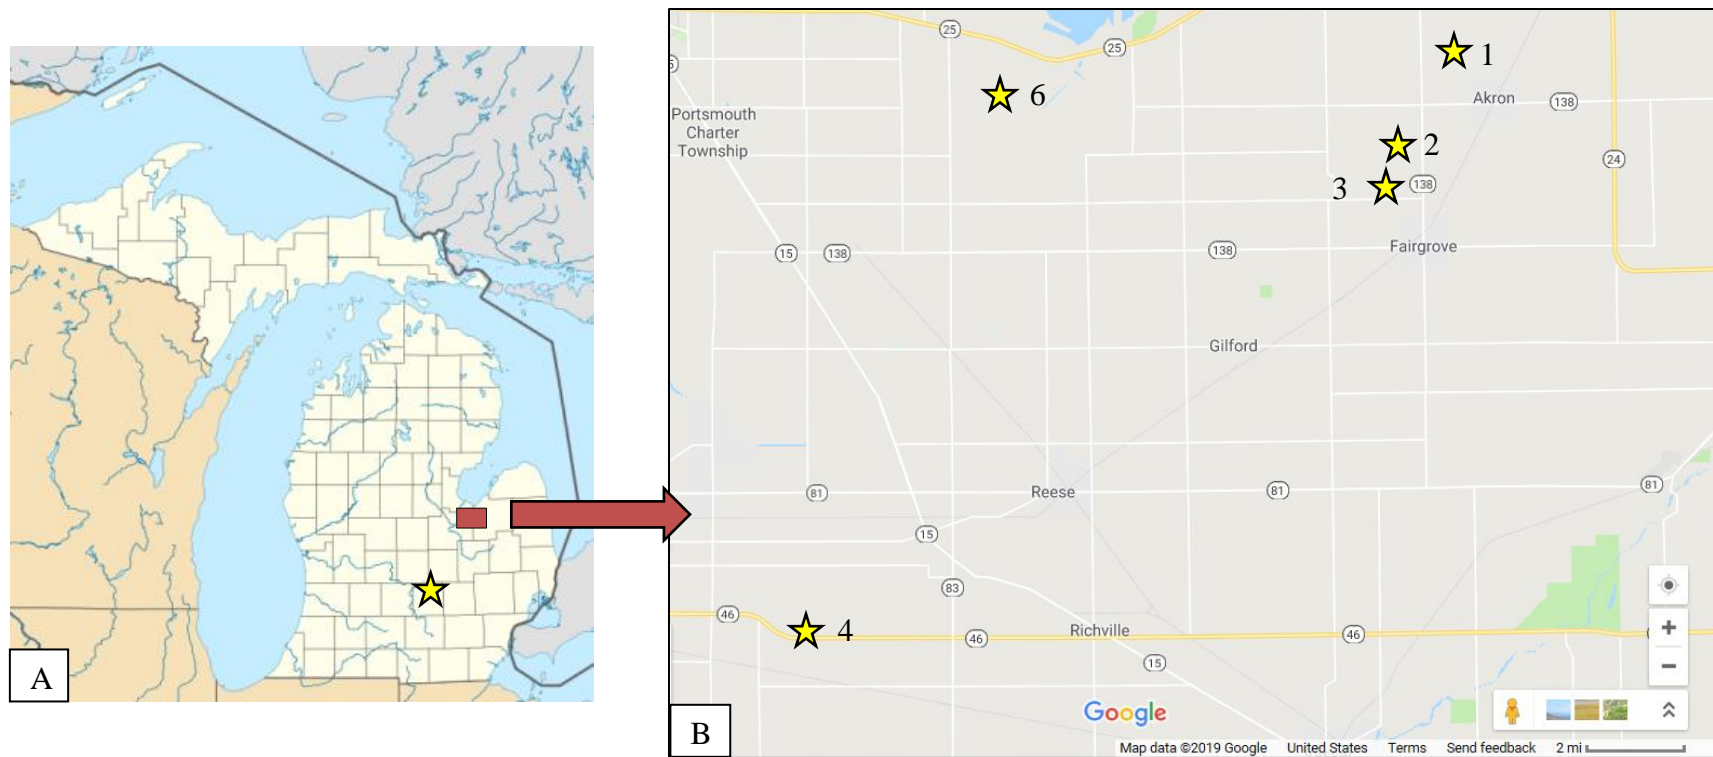 A
25
25
1
6
Akron
138
Portsmouth
Charter
Township
2
24
3
138
15
138
138
Fairgrove
Gilford
81
Reese
81
81
15
83
46
4
46
Richville
46
15
Google
B
Map data ©2019 Google United States Terms Send feedback 2 mi